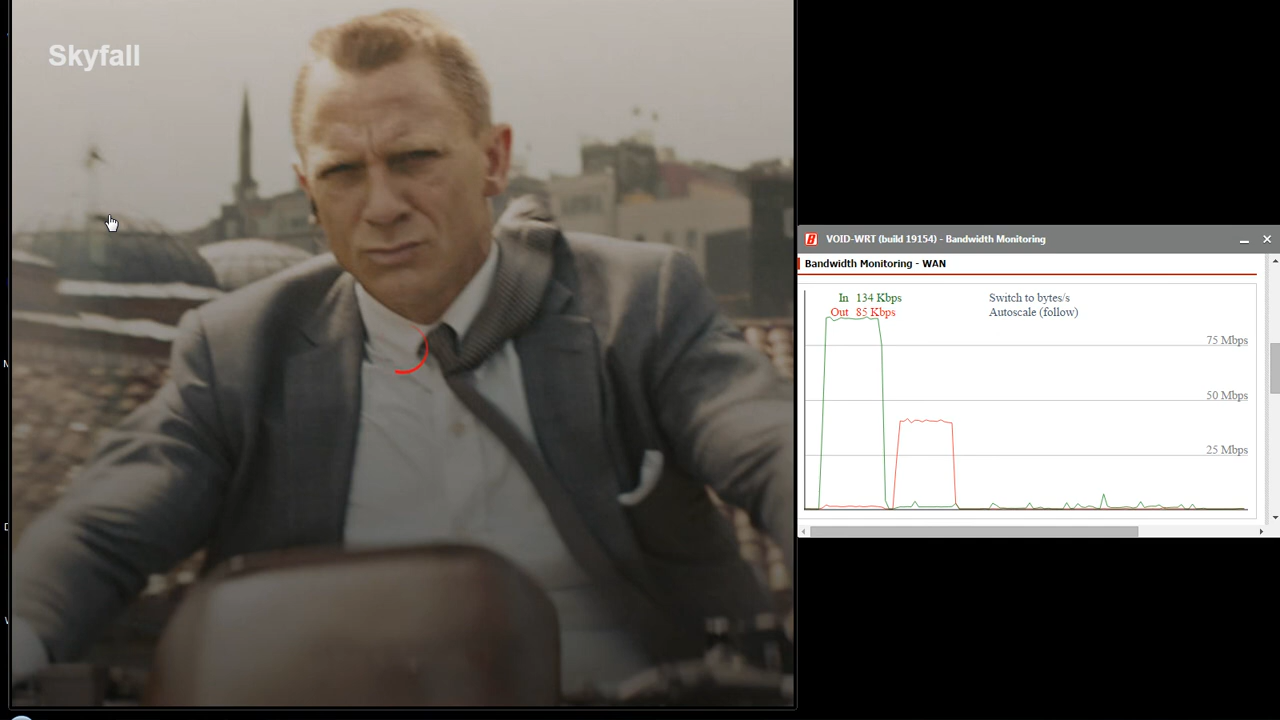 Skyfall
VOID-WRT (build 19154) - Bandwidth Monitoring
Bandwidth Monitoring - WAN
In 134 Kbps Switch to bytes/s
Out 85 Kbps Autoscale (follow)
75 Mbps
50 Mbps
25 Mbps